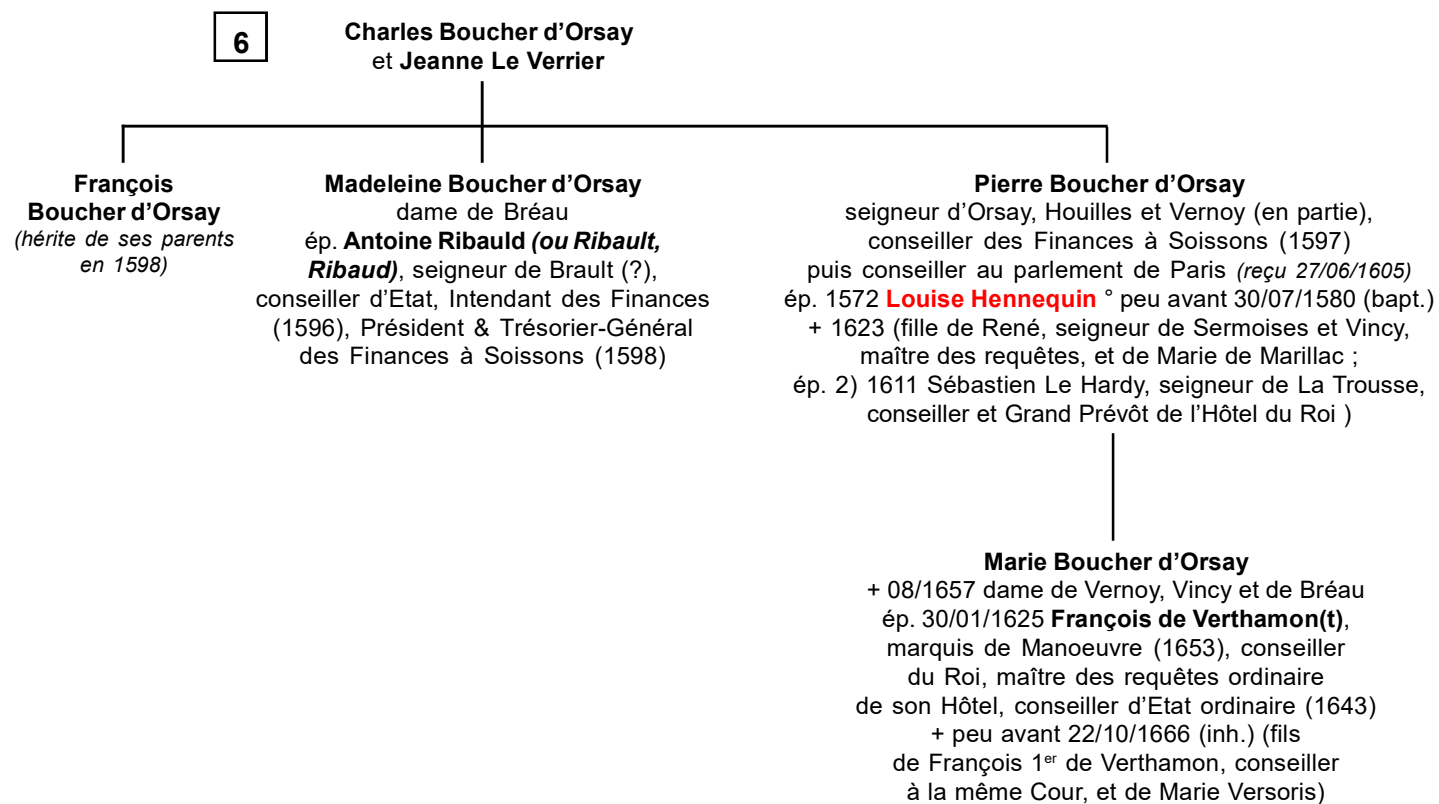 6
Charles Boucher d’Orsay
et Jeanne Le Verrier
François
Boucher d’Orsay
(hérite de ses parents
en 1598)
Madeleine Boucher d’Orsay
dame de Bréau
ép. Antoine Ribauld (ou Ribault,
Ribaud), seigneur de Brault (?),
conseiller d’Etat, Intendant des Finances
(1596), Président & Trésorier-Général
des Finances à Soissons (1598)
Pierre Boucher d’Orsay
seigneur d’Orsay, Houilles et Vernoy (en partie),
conseiller des Finances à Soissons (1597)
puis conseiller au parlement de Paris (reçu 27/06/1605)
ép. 1572 Louise Hennequin ° peu avant 30/07/1580 (bapt.)
+ 1623 (fille de René, seigneur de Sermoises et Vincy,
maître des requêtes, et de Marie de Marillac ;
ép. 2) 1611 Sébastien Le Hardy, seigneur de La Trousse,
conseiller et Grand Prévôt de l’Hôtel du Roi )
Marie Boucher d’Orsay
+ 08/1657 dame de Vernoy, Vincy et de Bréau
ép. 30/01/1625 François de Verthamon(t),
marquis de Manoeuvre (1653), conseiller
du Roi, maître des requêtes ordinaire
de son Hôtel, conseiller d’Etat ordinaire (1643)
+ peu avant 22/10/1666 (inh.) (fils
de François 1er de Verthamon, conseiller
à la même Cour, et de Marie Versoris)